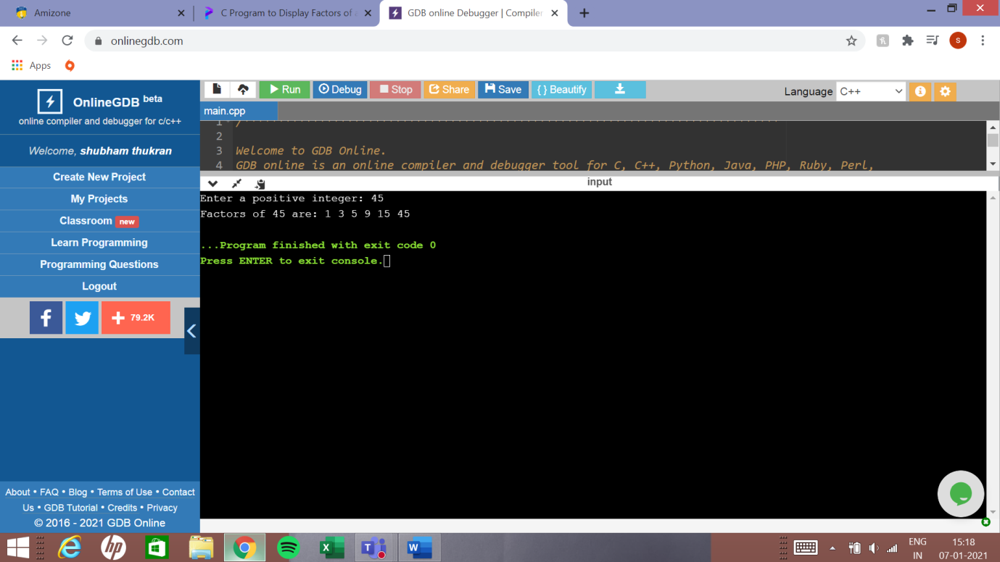 Amizone
C Program to Display Factors of
GDB online Debugger | Compiler
onlinegdb.com
S
Apps
OnlineGDB beta
online compiler and debugger for c/c++
Welcome, shubham thukran
Create New Project
My Projects
Classroom new
Learn Programming
Programming Questions
Logout
f
+ 79.2K
About • FAQ • Blog • Terms of Use • Contact
Us • GDB Tutorial • Credits • Privacy
© 2016 - 2021 GDB Online
Run
Debug
Stop
Share
Save
{ } Beautify
Language C++
main.cpp
1
2
3 Welcome to GDB Online.
4 GDB online is an online compiler and debugger tool for C, C++, Python, Java, PHP, Ruby, Perl,
input
Enter a positive integer: 45
Factors of 45 are: 1 3 5 9 15 45
...Program finished with exit code 0
Press ENTER to exit console.
hp
X
T
W
ENG
IN
15:18
07-01-2021